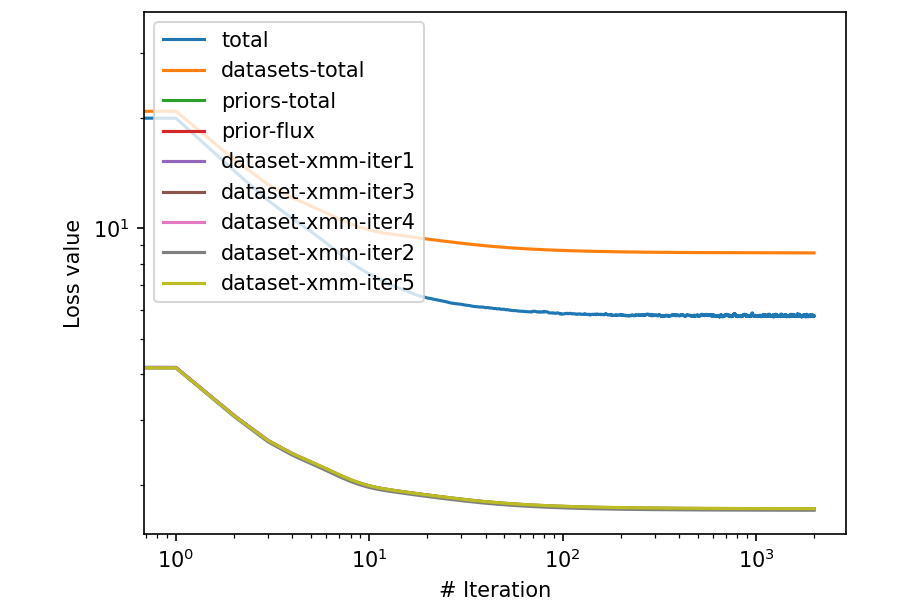 total
datasets-total
priors-total
prior-flux
dataset-xmm-iter1
dataset-xmm-iter3
dataset-xmm-iter4
dataset-xmm-iter2
dataset-xmm-iter5
Loss value
10¹
10⁰ 10¹ 10² 10³
# Iteration